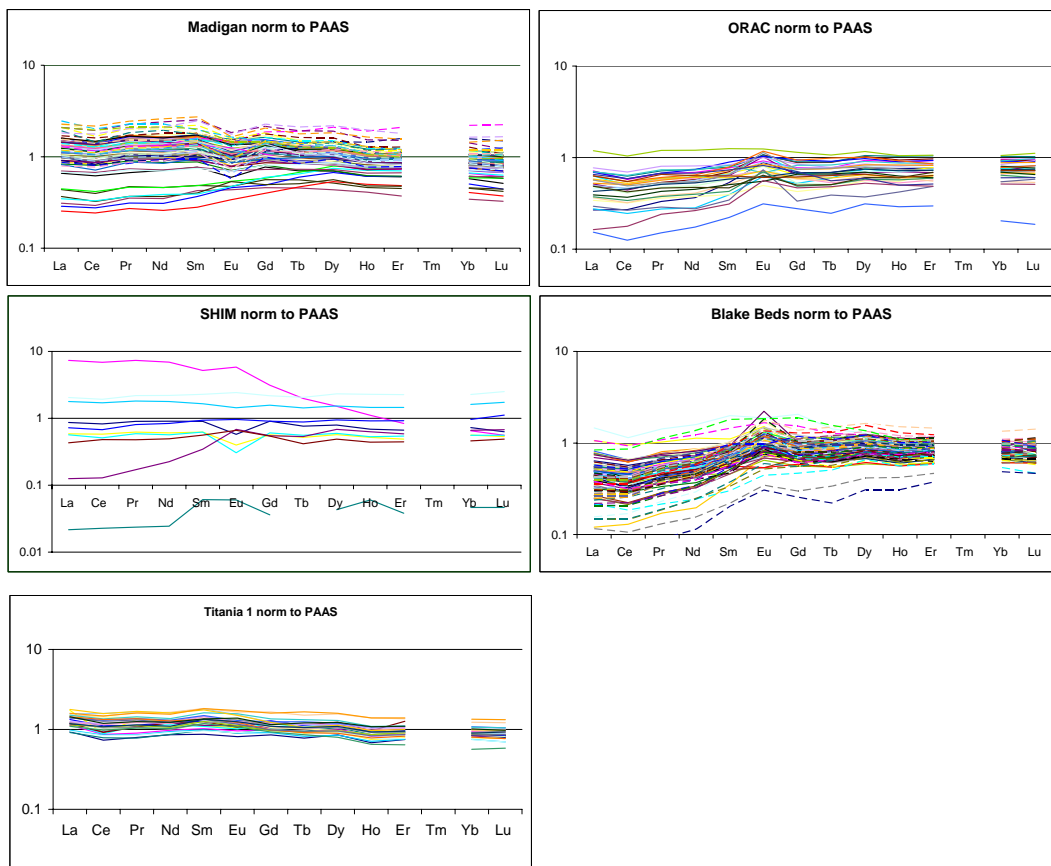 Madigan norm to PAAS
10
1
0.1
La Ce Pr Nd Sm Eu Gd Tb Dy Ho Er Tm Yb Lu
ORAC norm to PAAS
10
1
0.1
La Ce Pr Nd Sm Eu Gd Tb Dy Ho Er Tm Yb Lu
SHIM norm to PAAS
10
1
0.1
0.01
La Ce Pr Nd Sm Eu Gd Tb Dy Ho Er Tm Yb Lu
Blake Beds norm to PAAS
10
1
0.1
La Ce Pr Nd Sm Eu Gd Tb Dy Ho Er Tm Yb Lu
Titania 1 norm to PAAS
10
1
0.1
La Ce Pr Nd Sm Eu Gd Tb Dy Ho Er Tm Yb Lu